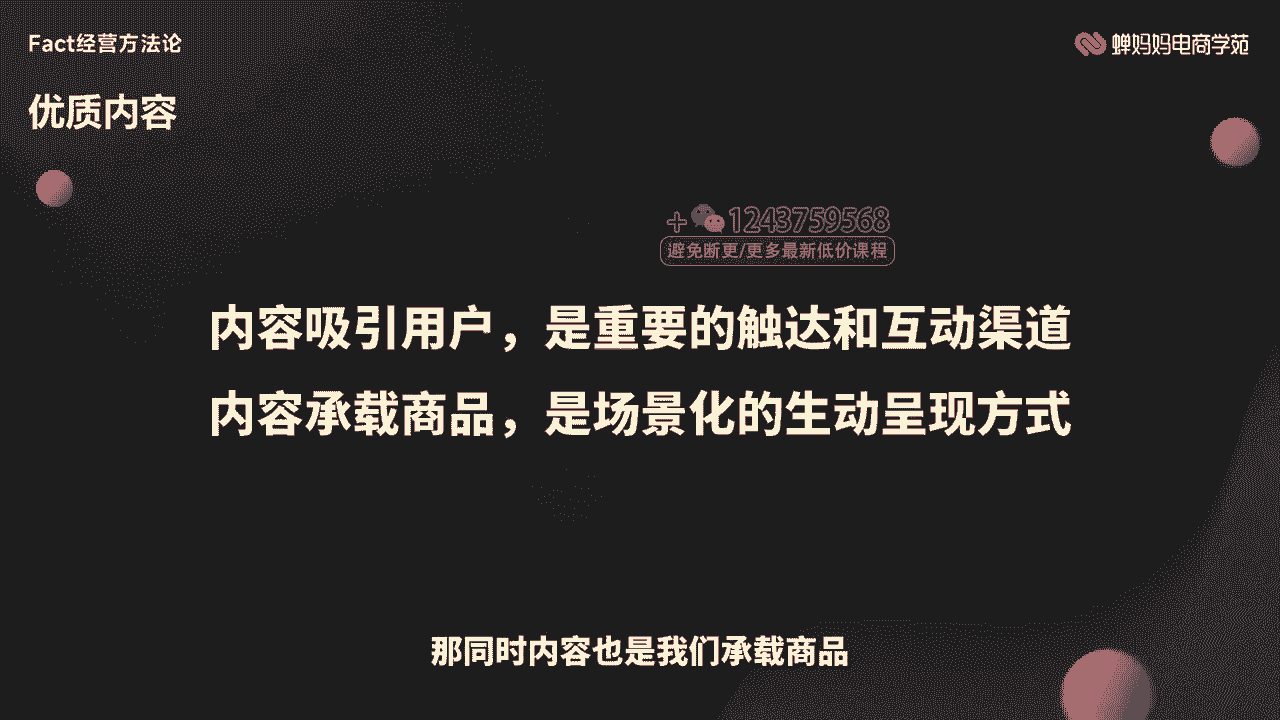 Fact经营方法论
蝉妈妈电商学苑
优质内容
+1243759568
避免断更/更多最新低价课程
内容吸引用户，是重要的触达和互动渠道
内容承载商品，是场景化的生动呈现方式
那同时内容也是我们承载商品